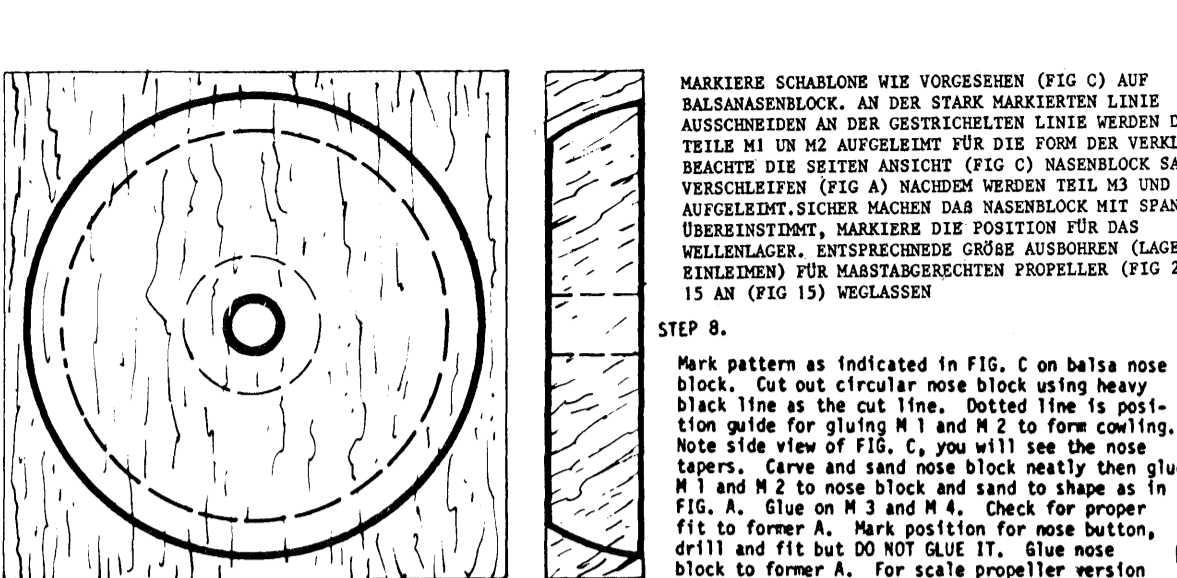 MARKIERE SCHABLONE WIE VORGESEHEN (FIG C) AUF
BALSANASENBLOCK. AN DER STARK MARKIERTEN LINIE
AUSSCHNEIDEN AN DER GESTRICHELTEN LINIE WERDEN D
TEILE M1 UN M2 AUFGELEIMT FÜR DIE FORM DER VERKL
BEACHTE DIE SEITEN ANSICHT (FIG C) NASENBLOCK SA
VERSCHLEIFEN (FIG A) NACHDEM WERDEN TEIL M3 UND
AUFGELEIMT.SICHER MACHEN DAß NASENBLOCK MIT SPAN
ÜBEREINSTIMMT, MARKIERE DIE POSITION FÜR DAS
WELLENLAGER. ENTSPRECHNEDE GRÖßE AUSBOHREN (LAGE
EINLEIMEN) FÜR MAßSTABGERECHTEN PROPELLER (FIG 2
15 AN (FIG 15) WEGLASSEN
STEP 8.
Mark pattern as indicated in FIG. C on balsa nose
block. Cut out circular nose block using heavy
black line as the cut line. Dotted line is posi-
tion guide for gluing M 1 and M 2 to form cowling.
Note side view of FIG. C, you will see the nose
tapers. Carve and sand nose block neatly then glue
M 1 and M 2 to nose block and sand to shape as in
FIG. A. Glue on M 3 and M 4. Check for proper
fit to former A. Mark position for nose button,
drill and fit but DO NOT GLUE IT. Glue nose
block to former A. For scale propeller version